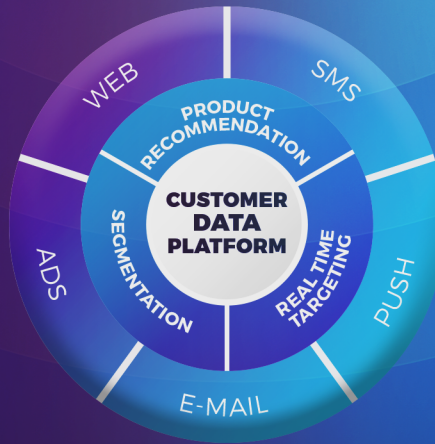 WEB
SMS
PRODUCT
RECOMMENDATION
CUSTOMER
DATA
PLATFORM
SEGMENTATION
REAL TIME
TARGETING
ADS
PUSH
E-MAIL